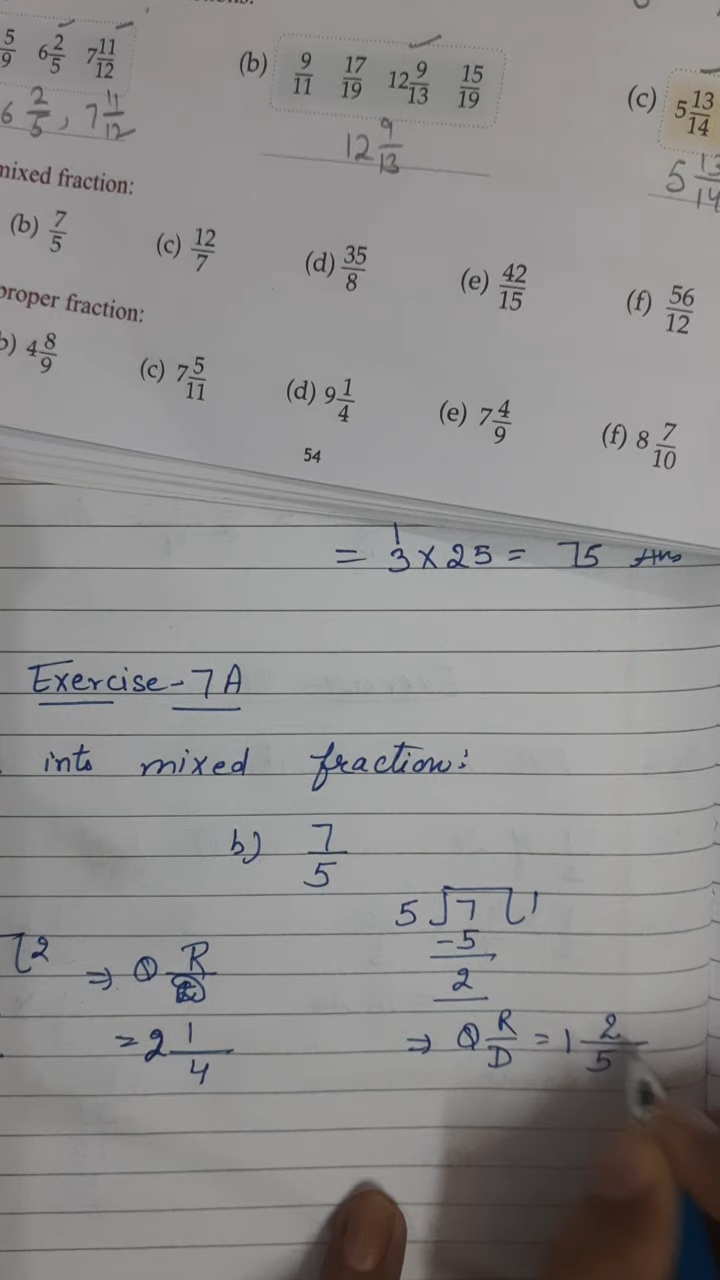 5/9 6 2/5 7 11/12 (b) 9/11 17/19 12 9/13 15/19 (c) 5 13/14
6 2/5, 7 11/12 12 9/13 5 13/14
mixed fraction:
(b) 7/5 (c) 12/7 (d) 35/8 (e) 42/15 (f) 56/12
proper fraction:
b) 4 8/9 (c) 7 5/11 (d) 9 1/4 (e) 7 4/9 (f) 8 7/10
54
= 3 × 25 = 75 Ans
Exercise-7A
into mixed fraction:
b) 7/5
5 7 1
-5
2
2 ⇒ Q R
= 2 1/4
⇒ Q R/D = 1 2/5